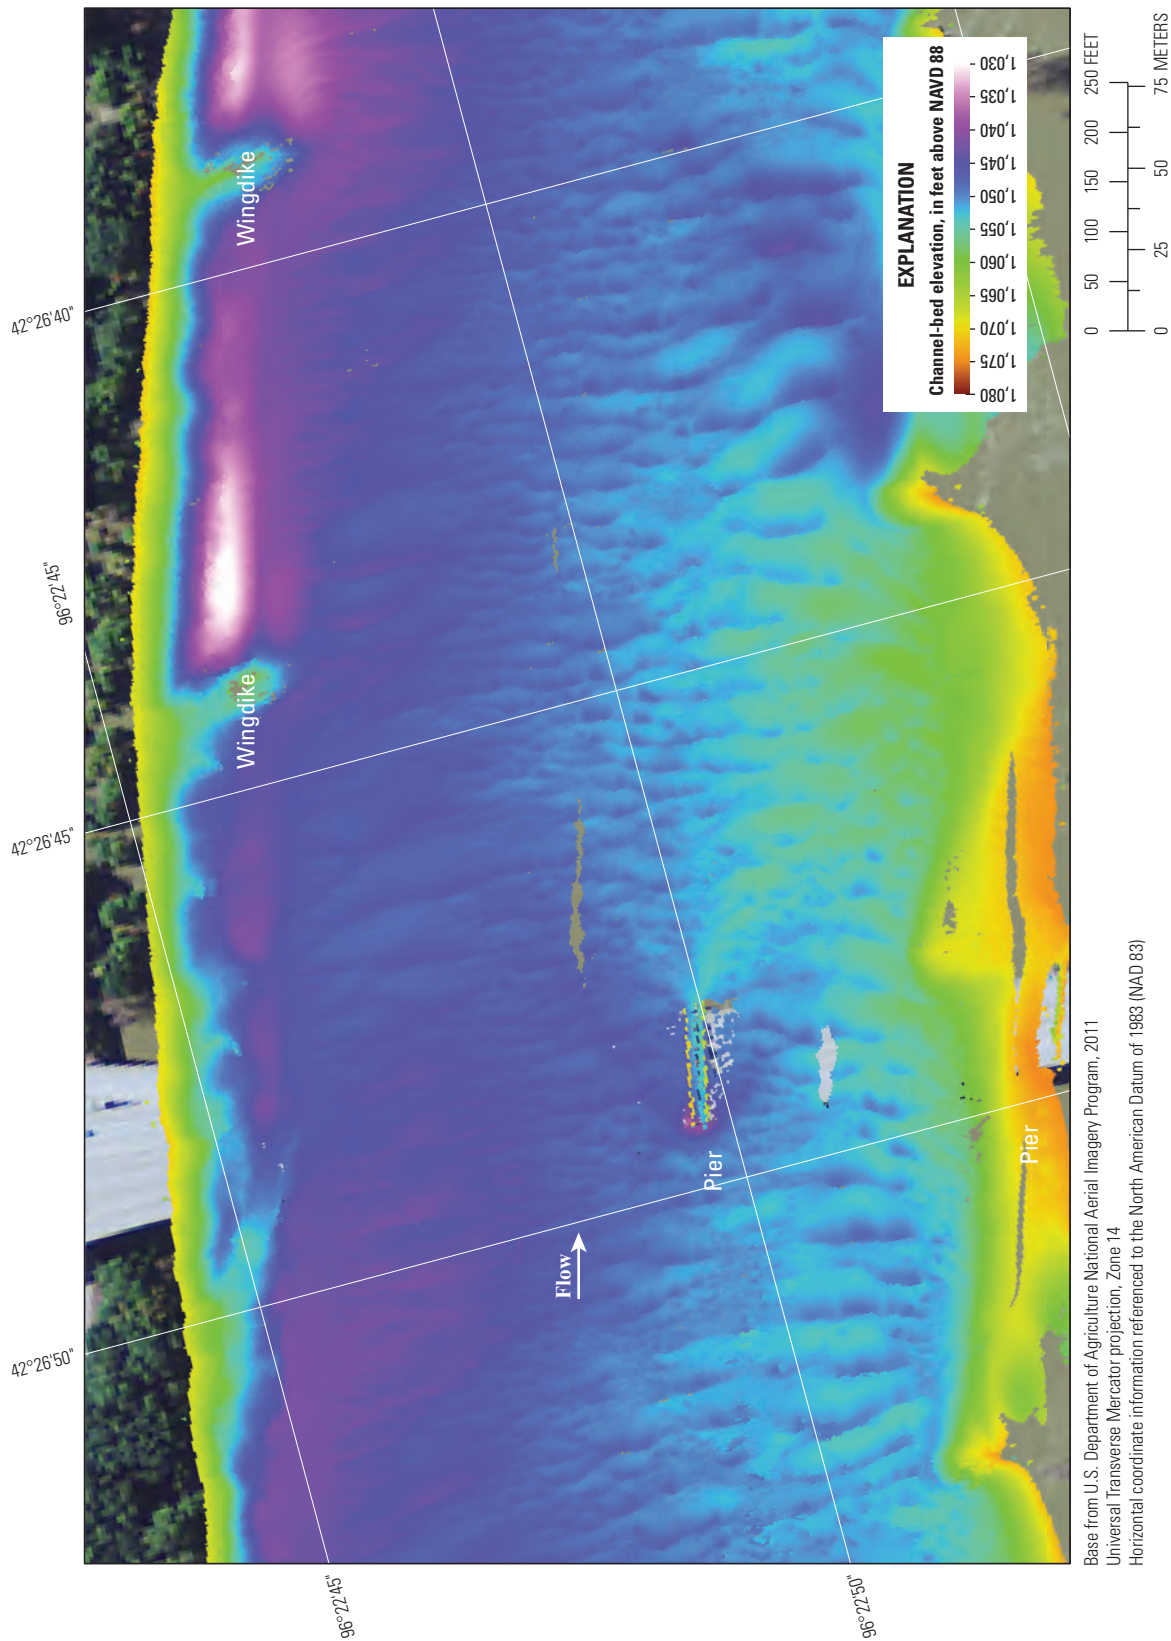 42°26'50"
42°26'45"
96°22'45"
42°26'40"
Wingdike
Wingdike
Flow
Pier
Pier
96°22'45"
96°22'50"
EXPLANATION
Channel-bed elevation, in feet above NAVD 88
1,080
1,075
1,070
1,065
1,060
1,055
1,050
1,045
1,040
1,035
1,030
Base from U.S. Department of Agriculture National Aerial Imagery Program, 2011
Universal Transverse Mercator projection, Zone 14
Horizontal coordinate information referenced to the North American Datum of 1983 (NAD 83)
0 50 100 150 200 250 FEET
0 25 50 75 METERS